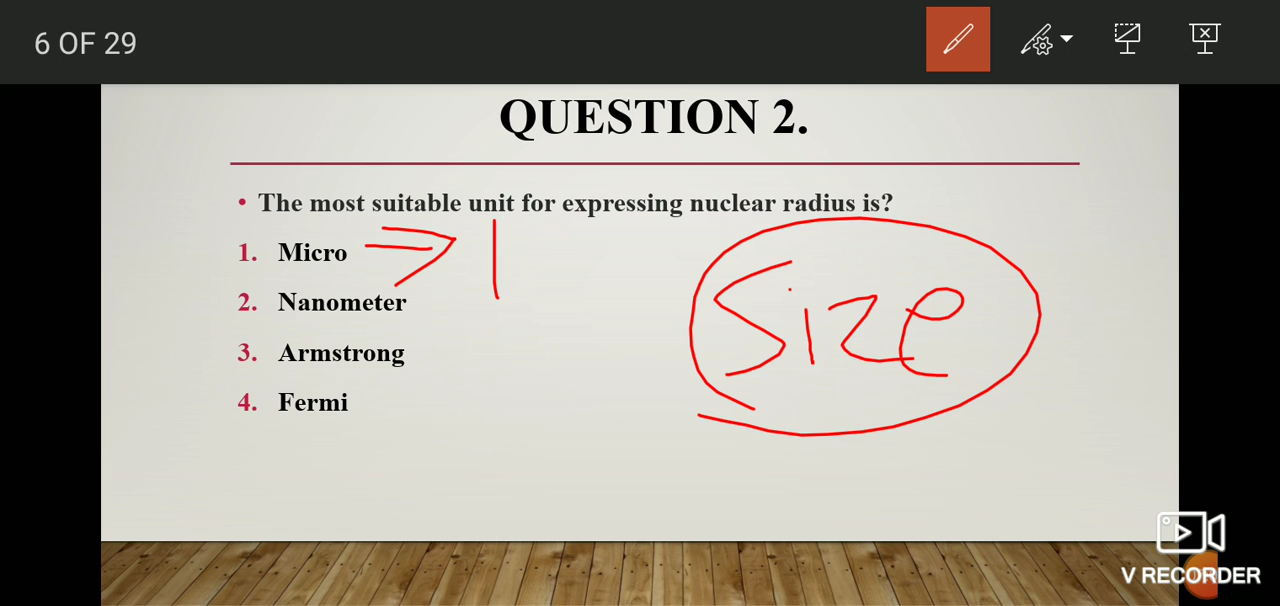 6 OF 29
QUESTION 2.
• The most suitable unit for expressing nuclear radius is?
1. Micro
2. Nanometer
3. Armstrong
4. Fermi
Size
V RECORDER